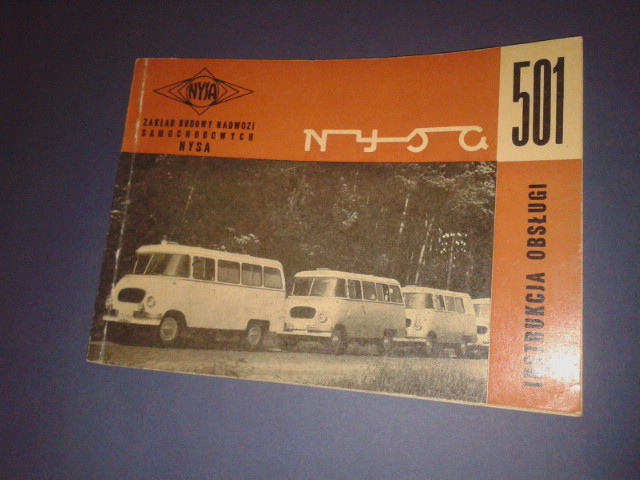 NYSA
ZAKŁAD BUDOWY NADWOZI
SAMOCHODOWYCH
NYSA
Nysa
501
INSTRUKCJA OBSŁUGI